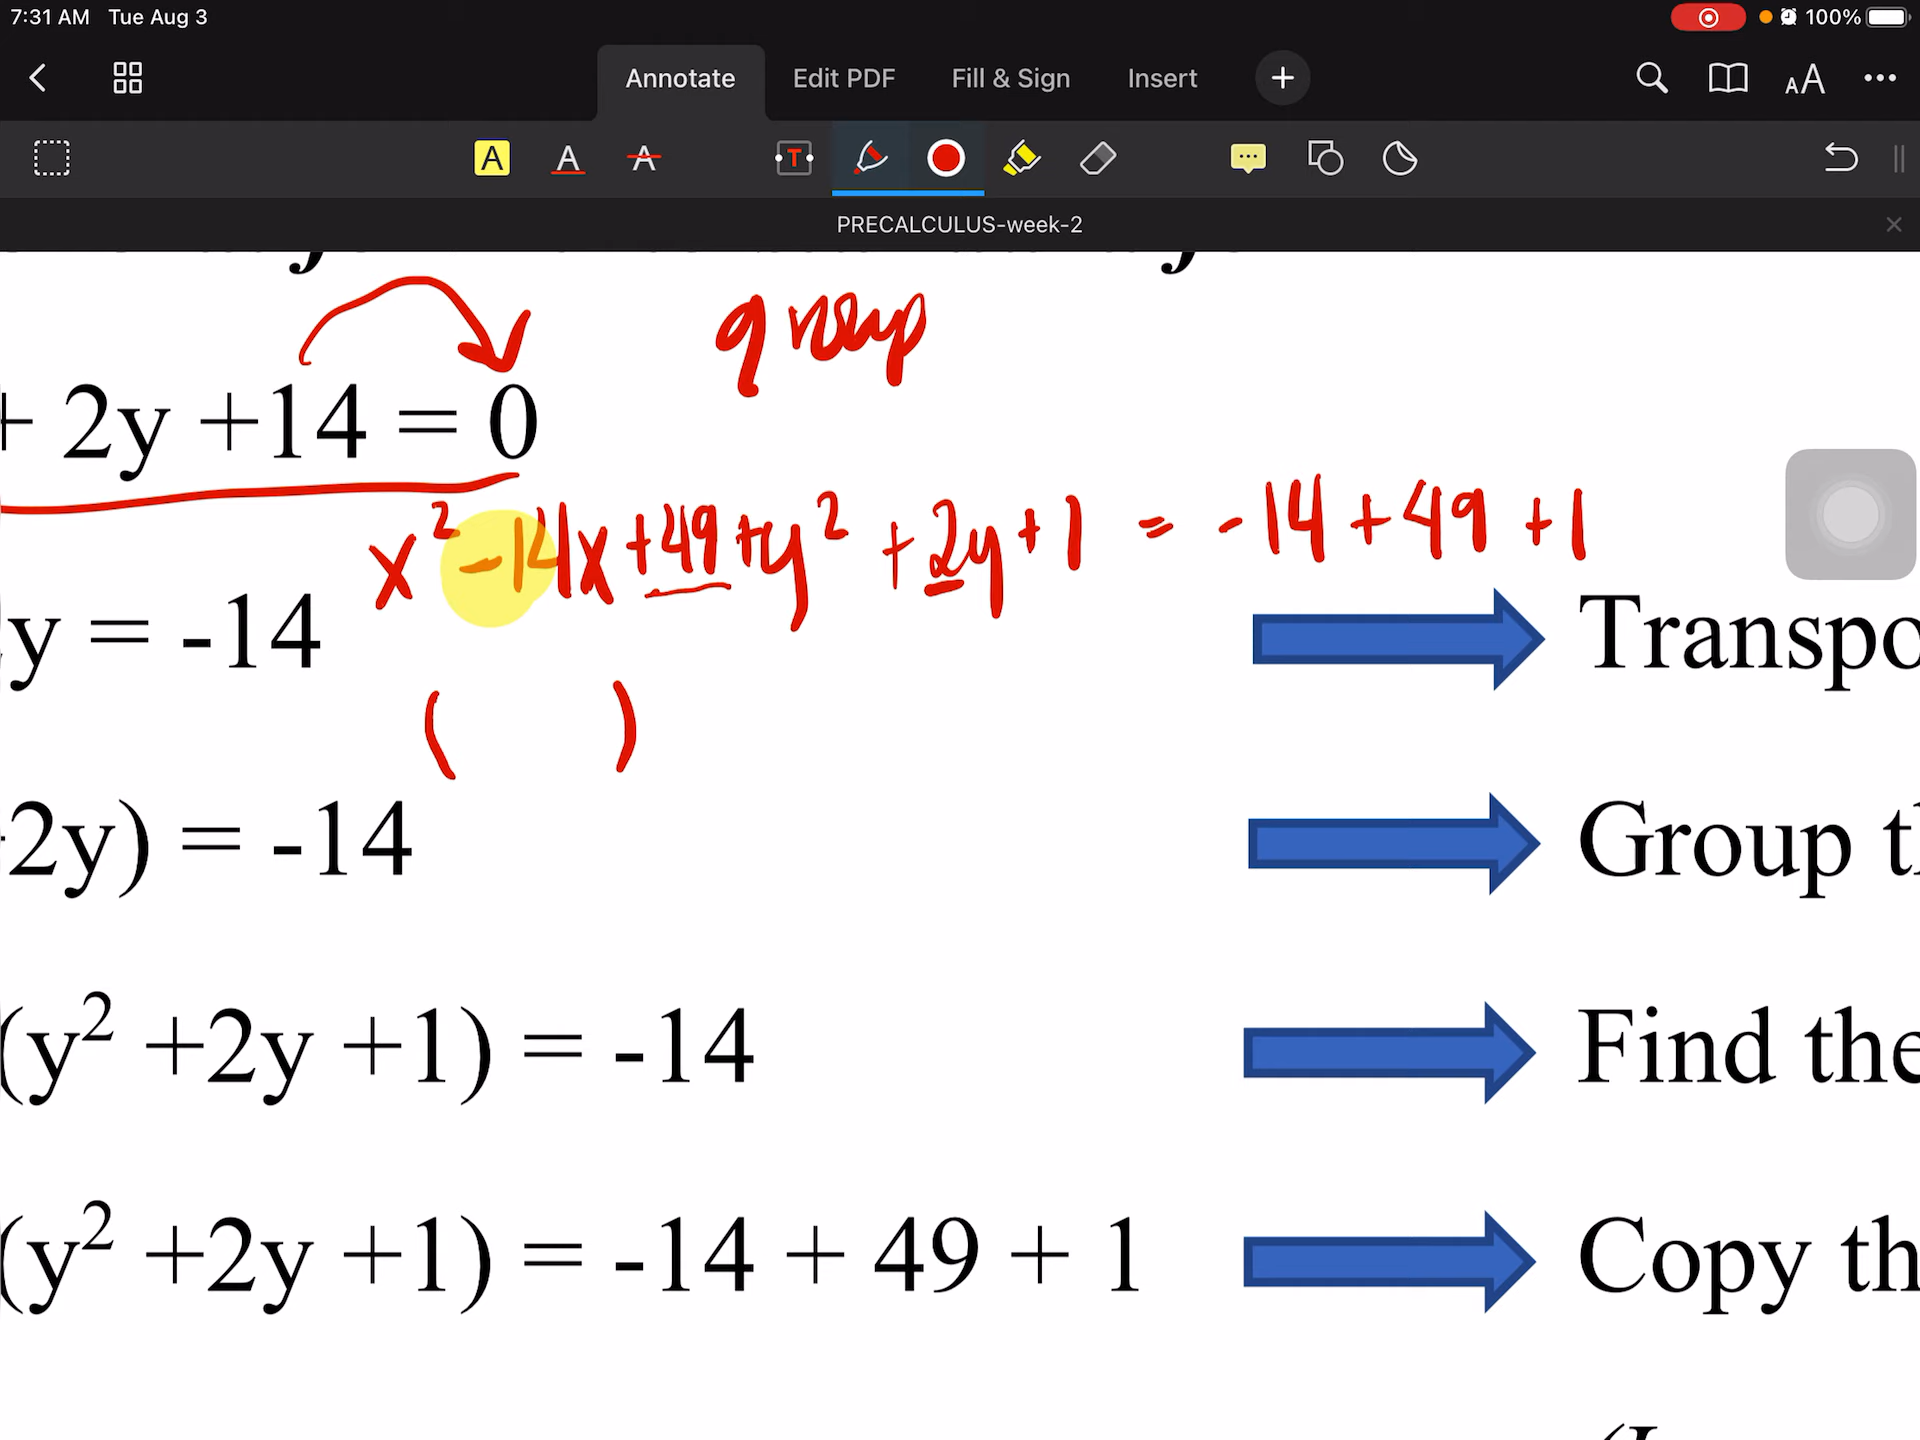 7:31 AM Tue Aug 3 100%
Annotate Edit PDF Fill & Sign Insert
A A A T AA
PRECALCULUS-week-2
group
+ 2y +14 = 0
x² -14x +49 +y² +2y +1 = -14 +49 +1
y = -14 Transpo
( )
2y) = -14 Group t
(y² +2y +1) = -14 Find the
(y² +2y +1) = -14 + 49 + 1 Copy th